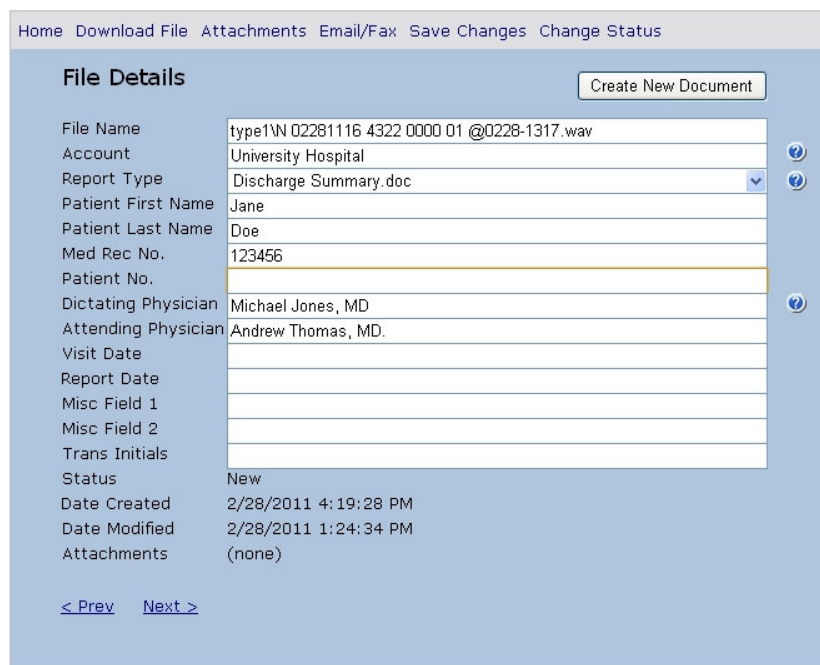 Home Download File Attachments Email/Fax Save Changes Change Status
File Details
Create New Document
File Name type1\N 02281116 4322 0000 01 @0228-1317.wav
Account University Hospital
Report Type Discharge Summary.doc
Patient First Name Jane
Patient Last Name Doe
Med Rec No. 123456
Patient No.
Dictating Physician Michael Jones, MD
Attending Physician Andrew Thomas, MD.
Visit Date
Report Date
Misc Field 1
Misc Field 2
Trans Initials
Status New
Date Created 2/28/2011 4:19:28 PM
Date Modified 2/28/2011 1:24:34 PM
Attachments (none)
< Prev Next >